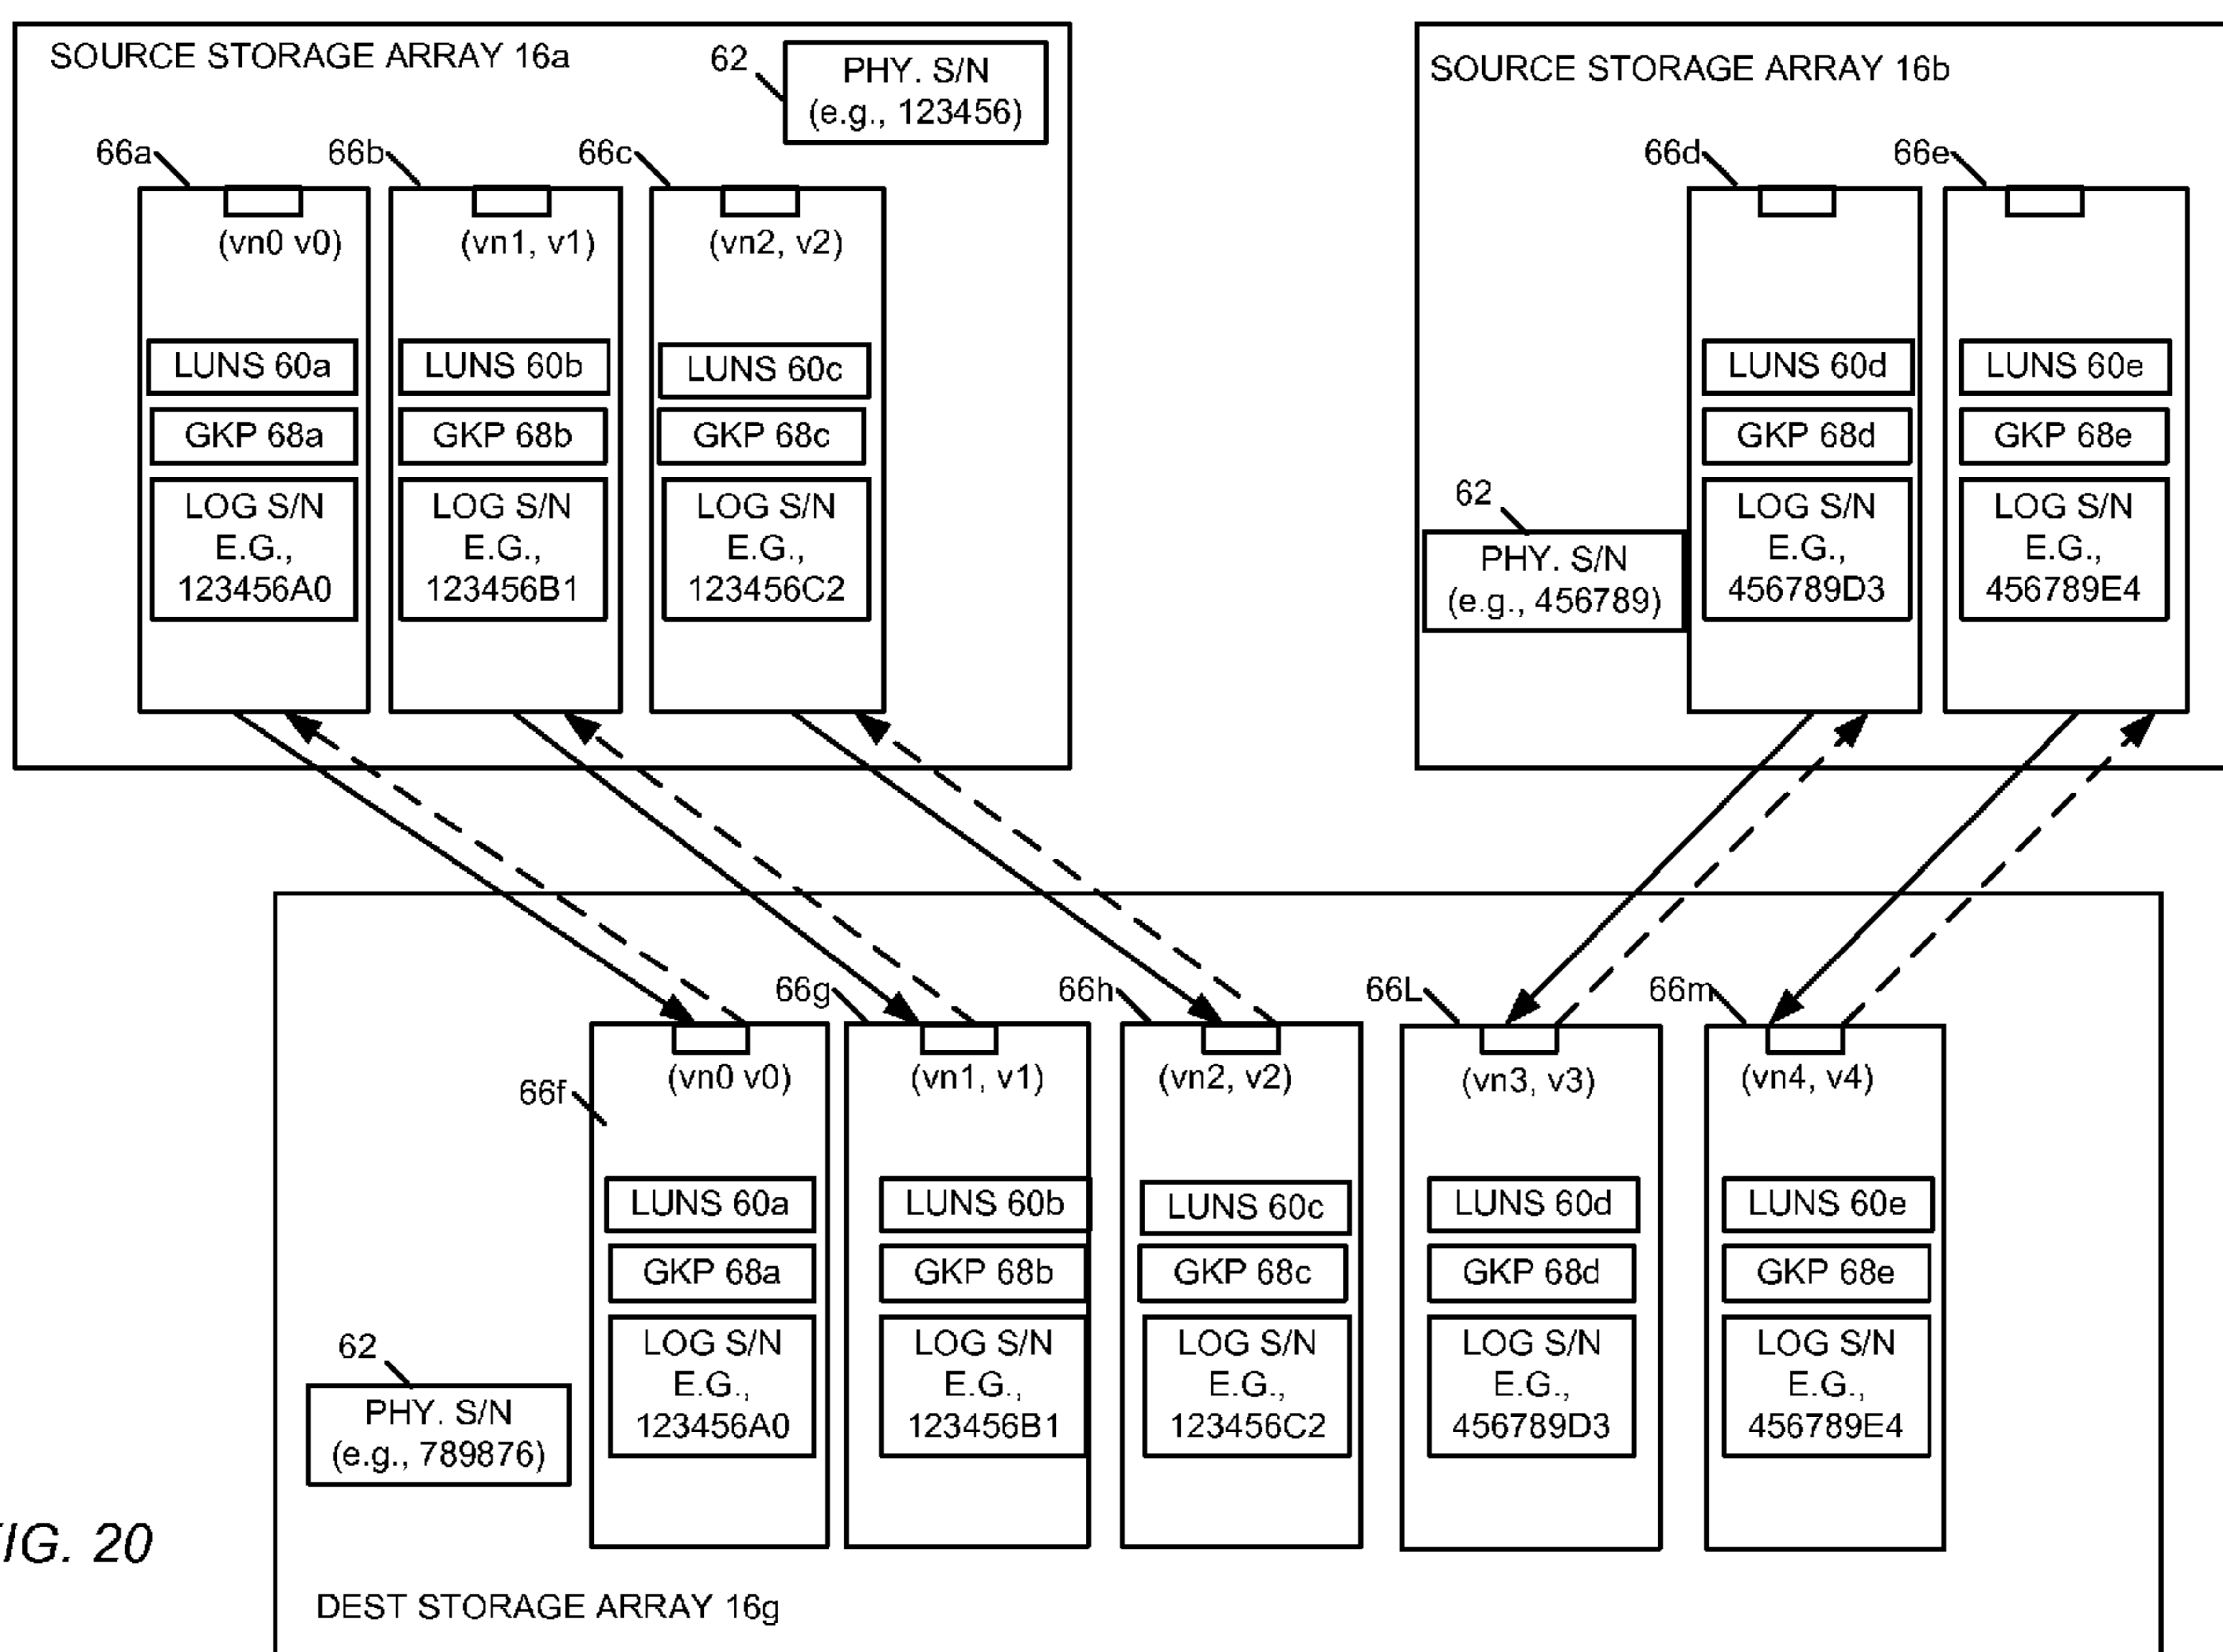 SOURCE STORAGE ARRAY 16a
62
PHY. S/N
(e.g., 123456)
66a
66b
66c
(vn0 v0)
(vn1, v1)
(vn2, v2)
LUNS 60a
LUNS 60b
LUNS 60c
GKP 68a
GKP 68b
GKP 68c
LOG S/N
E.G.,
123456A0
LOG S/N
E.G.,
123456B1
LOG S/N
E.G.,
123456C2
SOURCE STORAGE ARRAY 16b
66d
66e
LUNS 60d
LUNS 60e
GKP 68d
GKP 68e
62
PHY. S/N
(e.g., 456789)
LOG S/N
E.G.,
456789D3
LOG S/N
E.G.,
456789E4
66f
66g
66h
66L
66m
(vn0 v0)
(vn1, v1)
(vn2, v2)
(vn3, v3)
(vn4, v4)
LUNS 60a
LUNS 60b
LUNS 60c
LUNS 60d
LUNS 60e
GKP 68a
GKP 68b
GKP 68c
GKP 68d
GKP 68e
62
PHY. S/N
(e.g., 789876)
LOG S/N
E.G.,
123456A0
LOG S/N
E.G.,
123456B1
LOG S/N
E.G.,
123456C2
LOG S/N
E.G.,
456789D3
LOG S/N
E.G.,
456789E4
IG. 20
DEST STORAGE ARRAY 16g